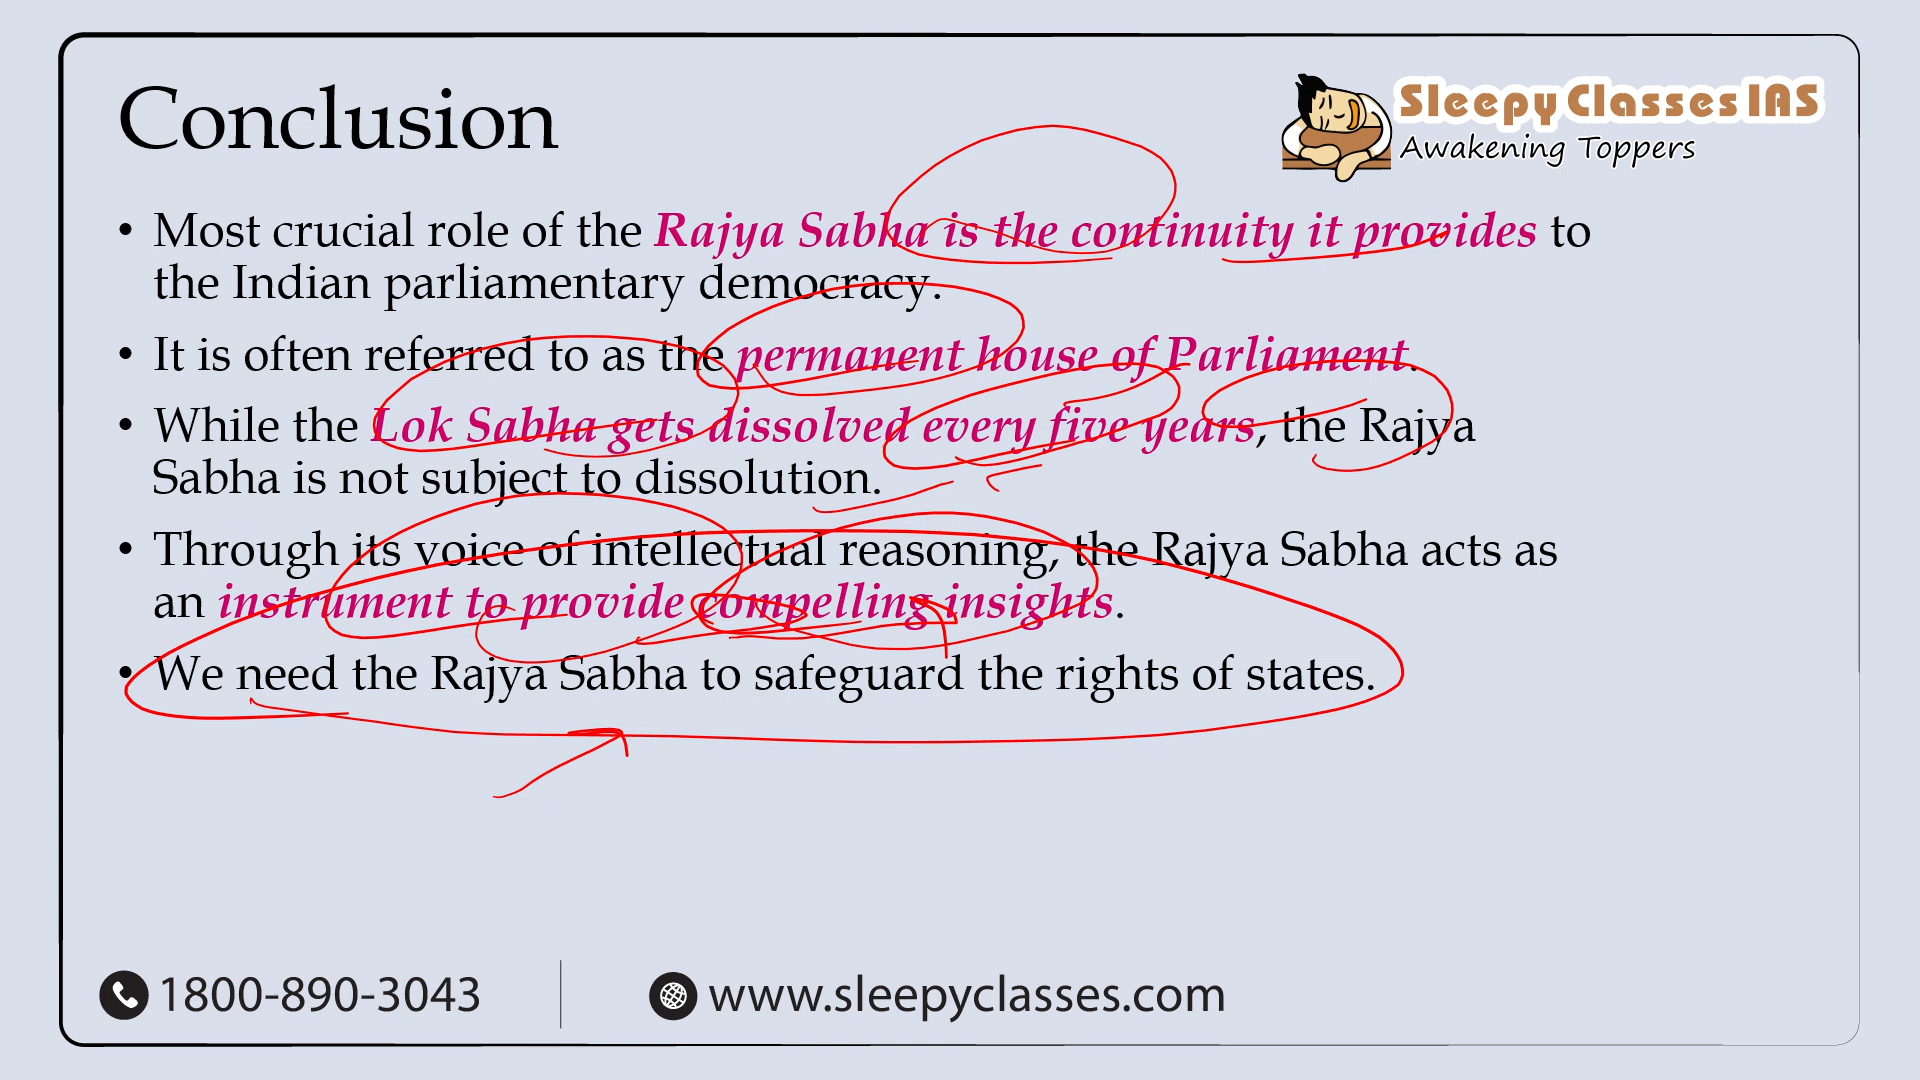 Conclusion
Sleepy Classes IAS
Awakening Toppers
• Most crucial role of the Rajya Sabha is the continuity it provides to
the Indian parliamentary democracy.
• It is often referred to as the permanent house of Parliament.
• While the Lok Sabha gets dissolved every five years, the Rajya
Sabha is not subject to dissolution.
• Through its voice of intellectual reasoning, the Rajya Sabha acts as
an instrument to provide compelling insights.
• We need the Rajya Sabha to safeguard the rights of states.
1800-890-3043
www.sleepyclasses.com